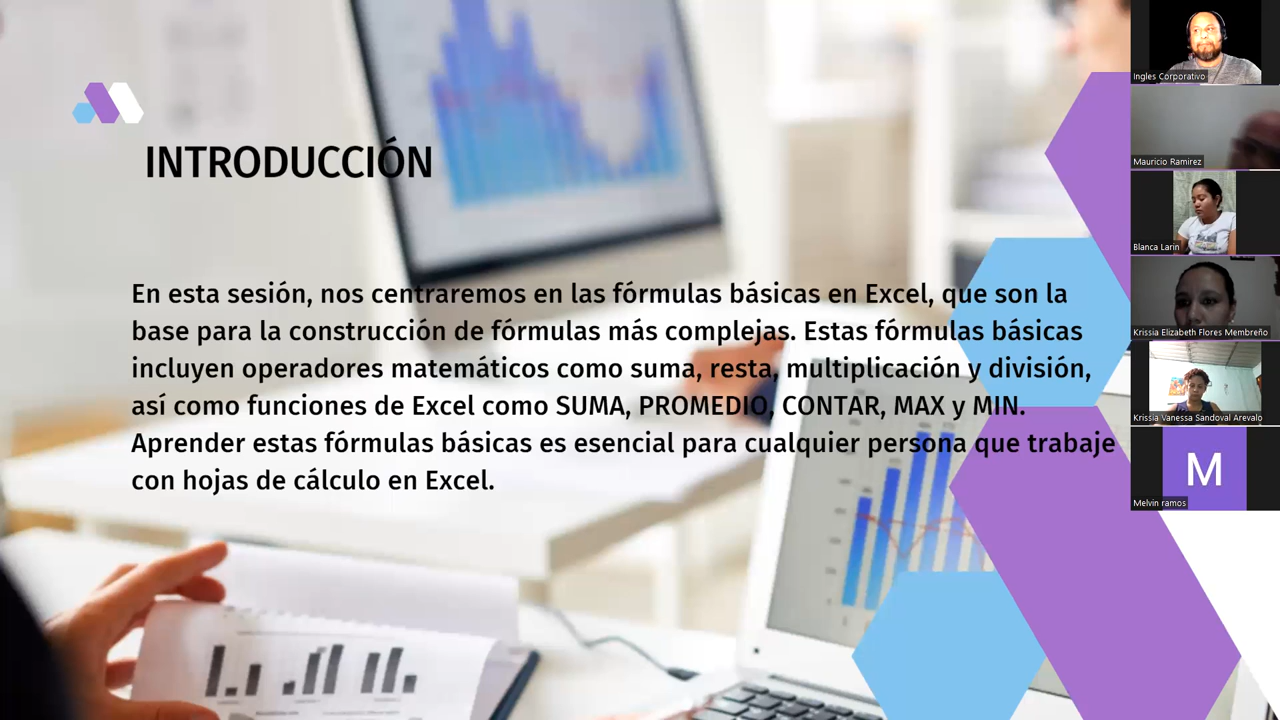 INTRODUCCIÓN
En esta sesión, nos centraremos en las fórmulas básicas en Excel, que son la
base para la construcción de fórmulas más complejas. Estas fórmulas básicas
incluyen operadores matemáticos como suma, resta, multiplicación y división,
así como funciones de Excel como SUMA, PROMEDIO, CONTAR, MAX y MIN.
Aprender estas fórmulas básicas es esencial para cualquier persona que trabaje
con hojas de cálculo en Excel.
Ingles Corporativo
Mauricio Ramirez
Blanca Larin
Krissia Elizabeth Flores Membreño
Krissia Vanessa Sandoval Arevalo
M
Melvin ramos